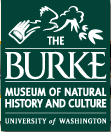 THE
BURKE
MUSEUM OF NATURAL
HISTORY AND CULTURE
UNIVERSITY of WASHINGTON